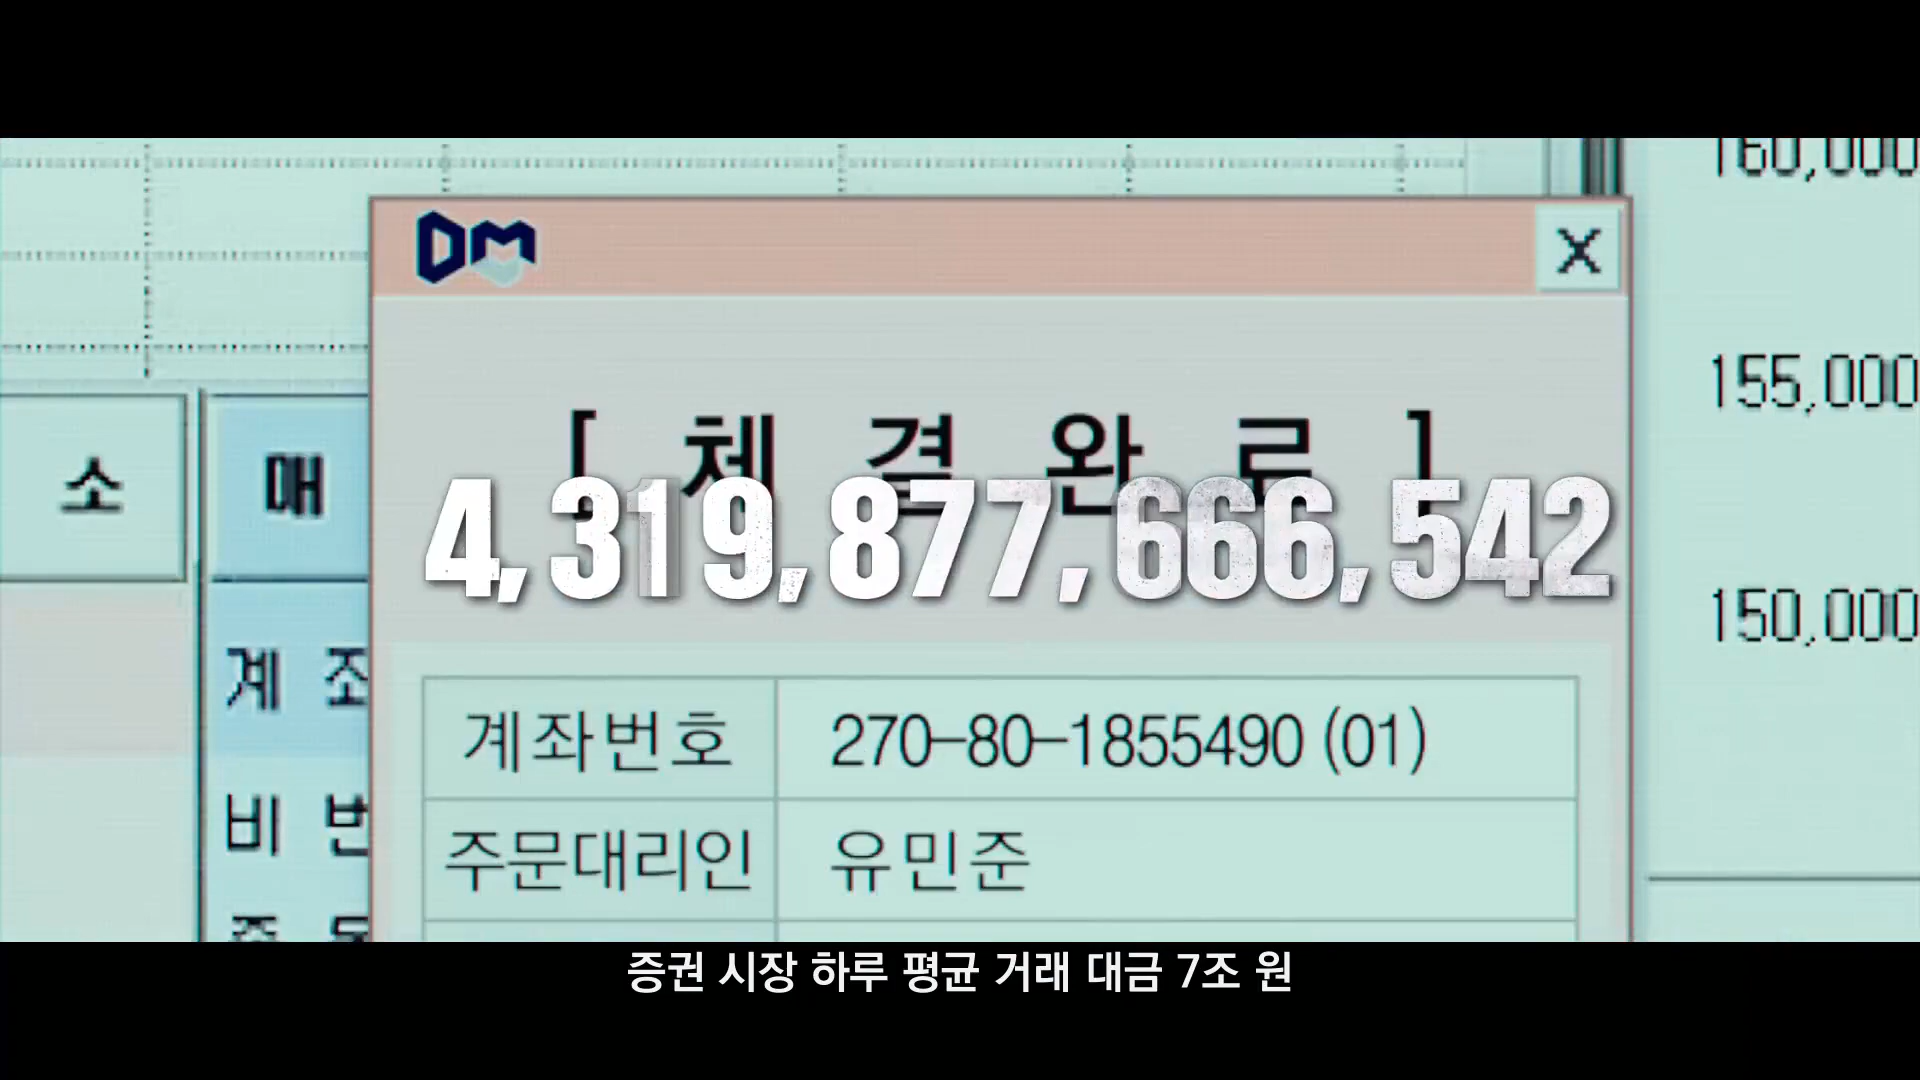 160,000
DM
X
155,000
[ 체 결 완 료 ]
소
매
4,319,877,666,542
150,000
계 조
계좌번호 270-80-1855490 (01)
비 번
주문대리인 유민준
증권 시장 하루 평균 거래 대금 7조 원